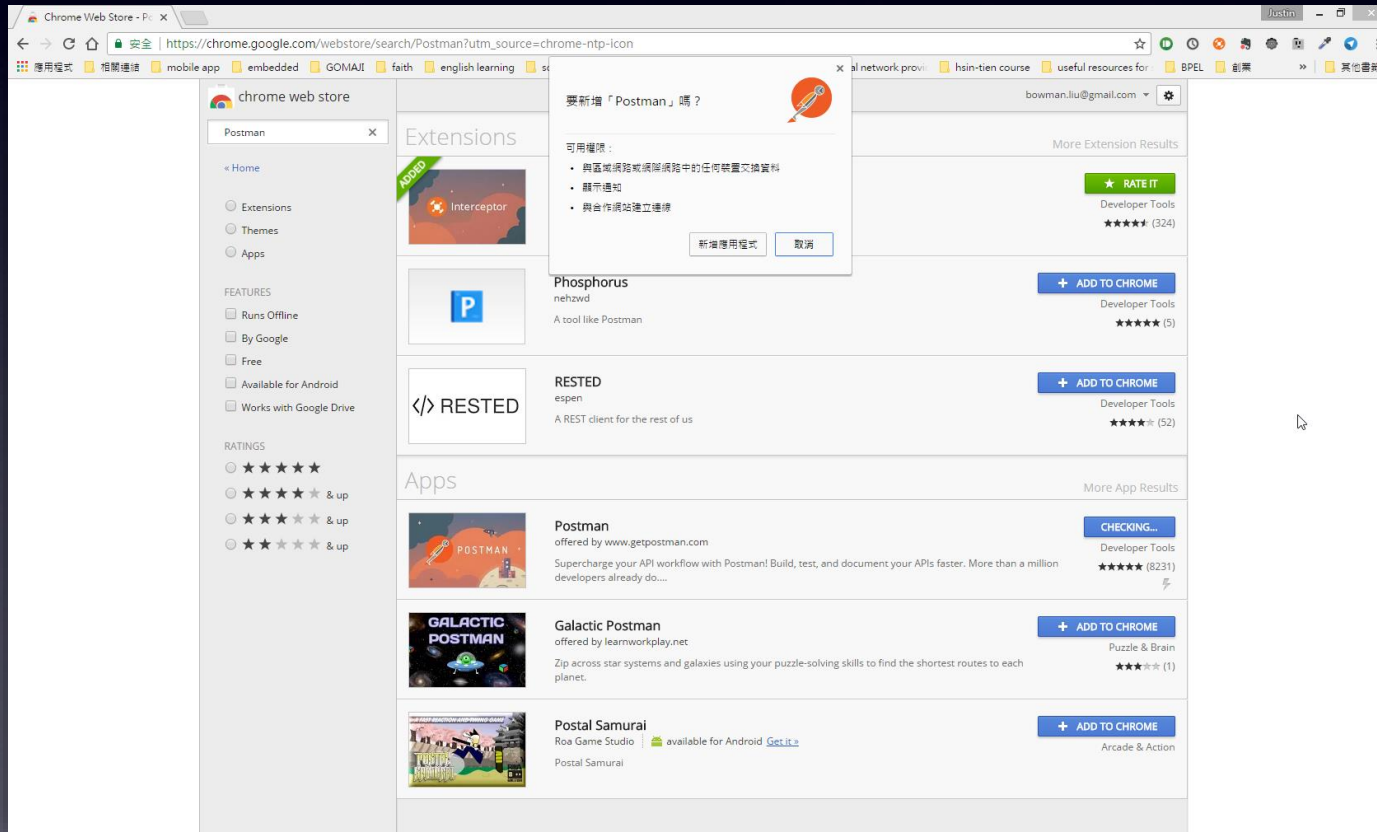 Chrome Web Store - Po
Justin
安全 | https://chrome.google.com/webstore/search/Postman?utm_source=chrome-ntp-icon
應用程式 相關連結 mobile app embedded GOMAJI faith english learning al network provi hsin-tien course useful resources for BPEL 創業 » 其他書籤
chrome web store
bowman.liu@gmail.com
Postman
« Home
Extensions
Themes
Apps
FEATURES
Runs Offline
By Google
Free
Available for Android
Works with Google Drive
RATINGS
& up
& up
& up
要新增「Postman」嗎？
可用權限：
• 與區域網路或網際網路中的任何裝置交換資料
• 顯示通知
• 與合作網站建立連線
新增應用程式 取消
Extensions
More Extension Results
ADDED
Interceptor
RATE IT
Developer Tools
(324)
Phosphorus
nehzwd
A tool like Postman
+ ADD TO CHROME
Developer Tools
(5)
</> RESTED
RESTED
espen
A REST client for the rest of us
+ ADD TO CHROME
Developer Tools
(52)
Apps
More App Results
POSTMAN
Postman
offered by www.getpostman.com
Supercharge your API workflow with Postman! Build, test, and document your APIs faster. More than a million
developers already do....
CHECKING...
Developer Tools
(8231)
GALACTIC
POSTMAN
Galactic Postman
offered by learnworkplay.net
Zip across star systems and galaxies using your puzzle-solving skills to find the shortest routes to each
planet.
+ ADD TO CHROME
Puzzle & Brain
(1)
Postal Samurai
Roa Game Studio available for Android Get it »
Postal Samurai
+ ADD TO CHROME
Arcade & Action